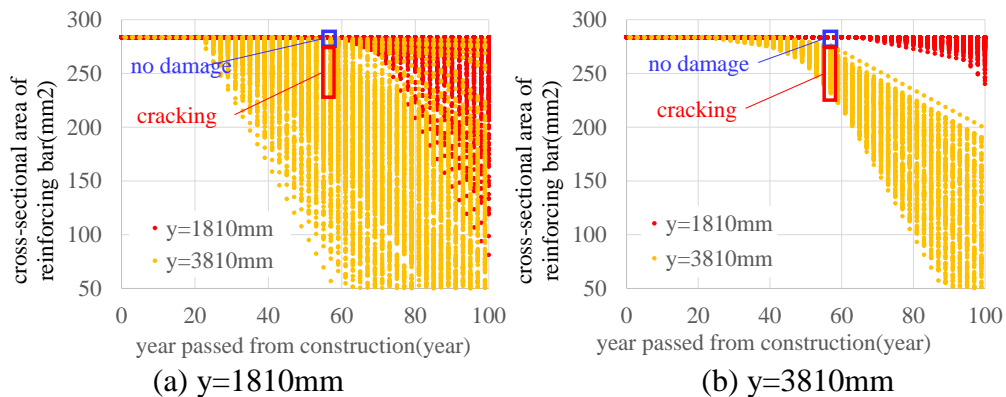 cross-sectional area of
reinforcing bar(mm2)
300
250
200
150
100
50
no damage
cracking
y=1810mm
y=3810mm
0 20 40 60 80 100
year passed from construction(year)
(a) y=1810mm
cross-sectional area of
reinforcing bar(mm2)
300
250
200
150
100
50
no damage
cracking
y=1810mm
y=3810mm
0 20 40 60 80 100
year passed from construction(year)
(b) y=3810mm